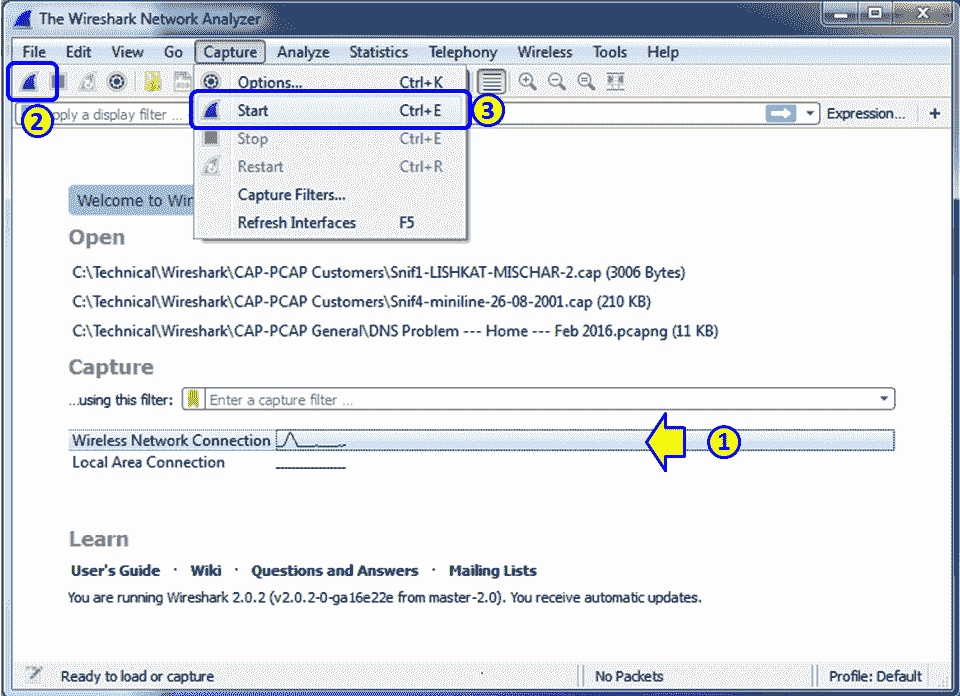 The Wireshark Network Analyzer
File Edit View Go Capture Analyze Statistics Telephony Wireless Tools Help
Options... Ctrl+K
2 ply a display filter ... Start Ctrl+E 3 Expression... +
Stop Ctrl+E
Restart Ctrl+R
Capture Filters...
Welcome to Wir
Refresh Interfaces F5
Open
C:\Technical\Wireshark\CAP-PCAP Customers\Snif1-LISHKAT-MISCHAR-2.cap (3006 Bytes)
C:\Technical\Wireshark\CAP-PCAP Customers\Snif4-miniline-26-08-2001.cap (210 KB)
C:\Technical\Wireshark\CAP-PCAP General\DNS Problem --- Home --- Feb 2016.pcapng (11 KB)
Capture
...using this filter: Enter a capture filter ...
Wireless Network Connection 1
Local Area Connection
Learn
User's Guide · Wiki · Questions and Answers · Mailing Lists
You are running Wireshark 2.0.2 (v2.0.2-0-ga16e22e from master-2.0). You receive automatic updates.
Ready to load or capture No Packets Profile: Default